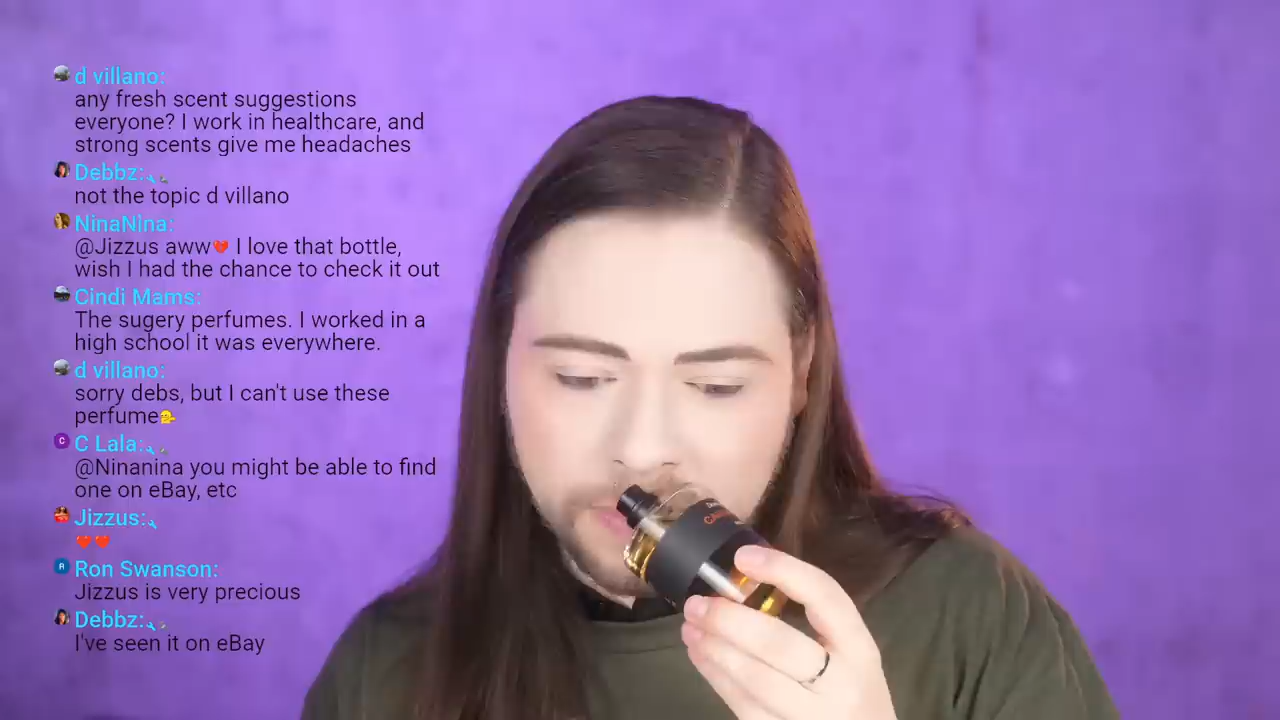 d villano:
any fresh scent suggestions
everyone? I work in healthcare, and
strong scents give me headaches
Debbz:
not the topic d villano
NinaNina:
@Jizzus aww💔 I love that bottle,
wish I had the chance to check it out
Cindi Mams:
The sugery perfumes. I worked in a
high school it was everywhere.
d villano:
sorry debs, but I can't use these
perfume🤷
C
C Lala:
@Ninanina you might be able to find
one on eBay, etc
Jizzus:
❤️❤️
R
Ron Swanson:
Jizzus is very precious
Debbz:
I've seen it on eBay